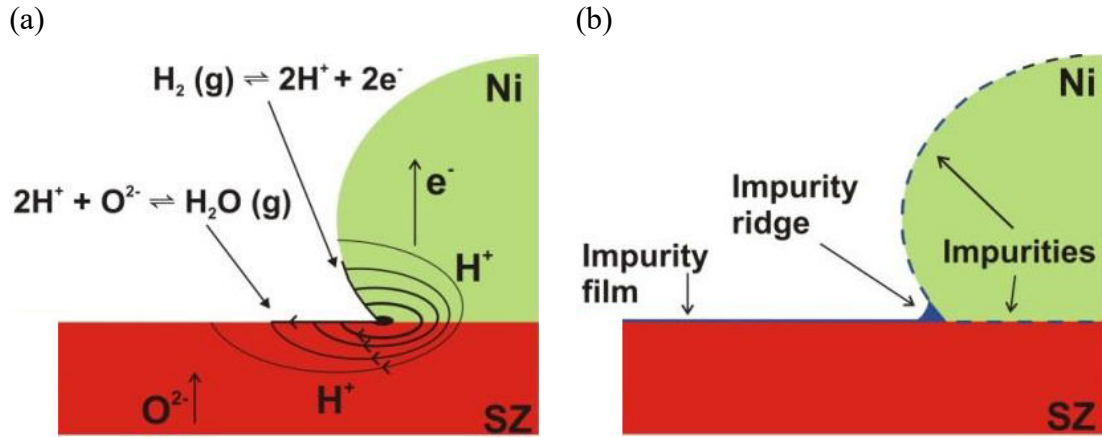 (a)
H₂ (g) ⇌ 2H⁺ + 2e⁻
Ni
2H⁺ + O²⁻ ⇌ H₂O (g)
e⁻
H⁺
O²⁻
H⁺
SZ
(b)
Ni
Impurity
ridge
Impurities
Impurity
film
SZ